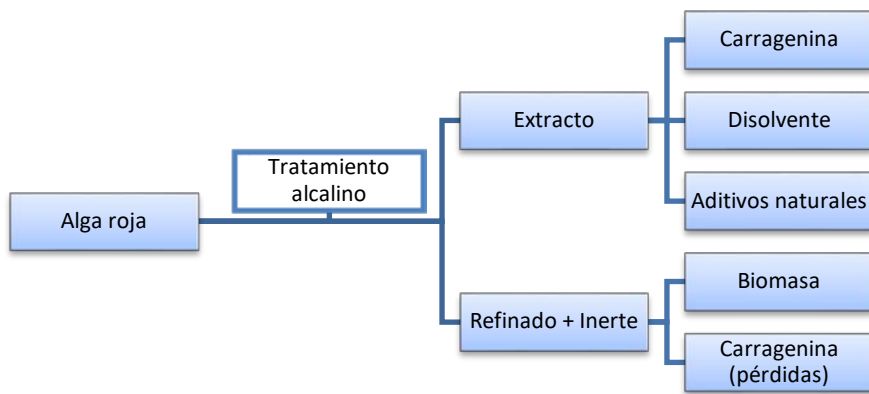 Alga roja
Tratamiento
alcalino
Extracto
Carragenina
Disolvente
Aditivos naturales
Refinado + Inerte
Biomasa
Carragenina
(pérdidas)